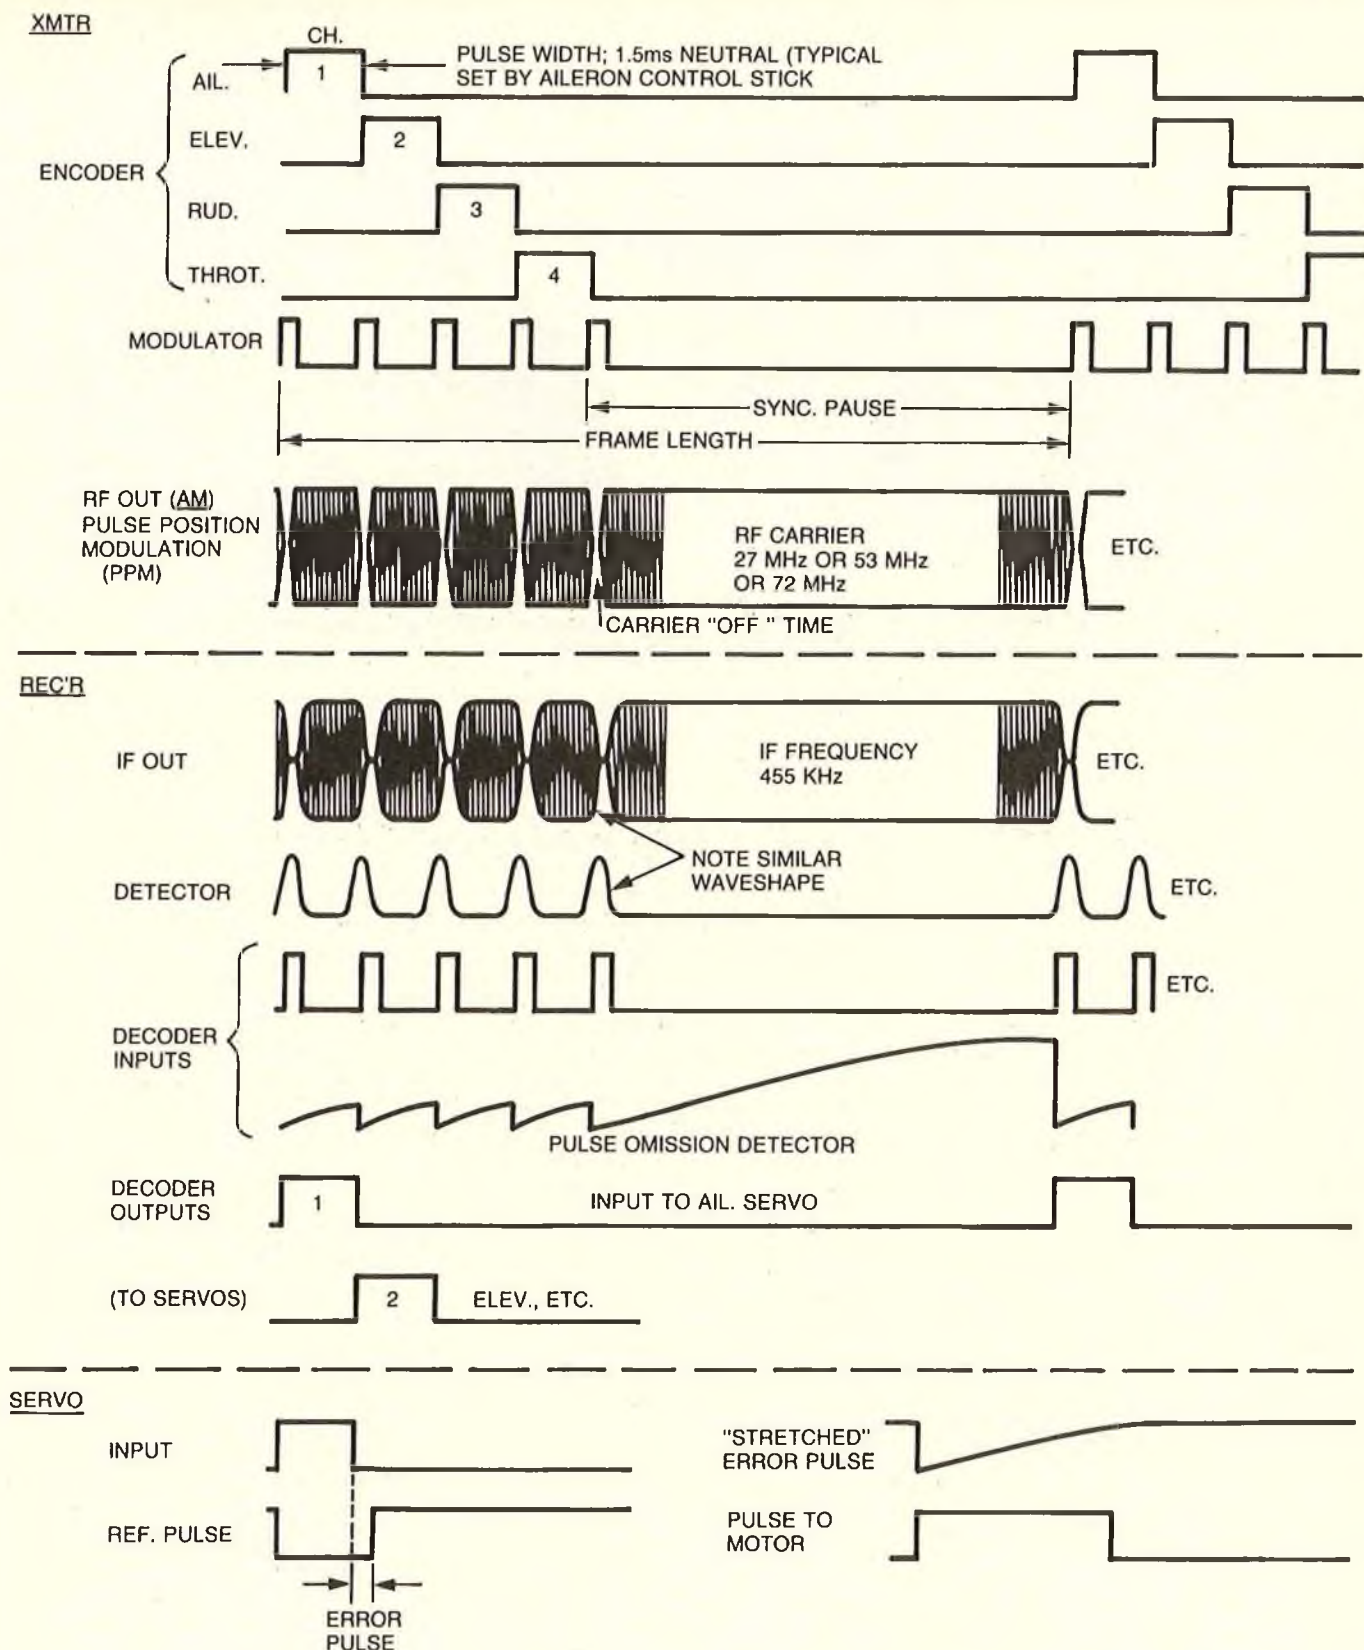 XMTR
CH.
1
PULSE WIDTH; 1.5ms NEUTRAL (TYPICAL
SET BY AILERON CONTROL STICK
AIL.
ELEV.
2
ENCODER
RUD.
3
THROT.
4
MODULATOR
SYNC. PAUSE
FRAME LENGTH
RF OUT (AM)
PULSE POSITION
MODULATION
(PPM)
RF CARRIER
27 MHz OR 53 MHz
OR 72 MHz
ETC.
CARRIER "OFF " TIME
REC'R
IF OUT
IF FREQUENCY
455 KHz
ETC.
NOTE SIMILAR
WAVESHAPE
DETECTOR
ETC.
ETC.
DECODER
INPUTS
PULSE OMISSION DETECTOR
DECODER
OUTPUTS
1
INPUT TO AIL. SERVO
(TO SERVOS)
2
ELEV., ETC.
SERVO
INPUT
"STRETCHED"
ERROR PULSE
REF. PULSE
PULSE TO
MOTOR
ERROR
PULSE